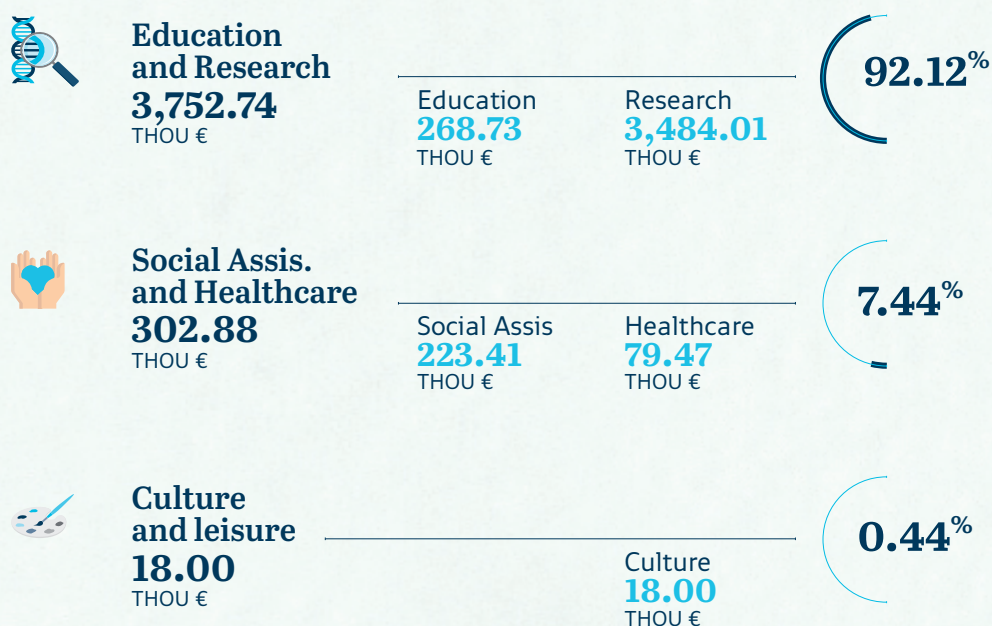 Education
and Research
3,752.74
THOU €
Education
268.73
THOU €
Research
3,484.01
THOU €
92.12%
Social Assis.
and Healthcare
302.88
THOU €
Social Assis
223.41
THOU €
Healthcare
79.47
THOU €
7.44%
Culture
and leisure
18.00
THOU €
Culture
18.00
THOU €
0.44%